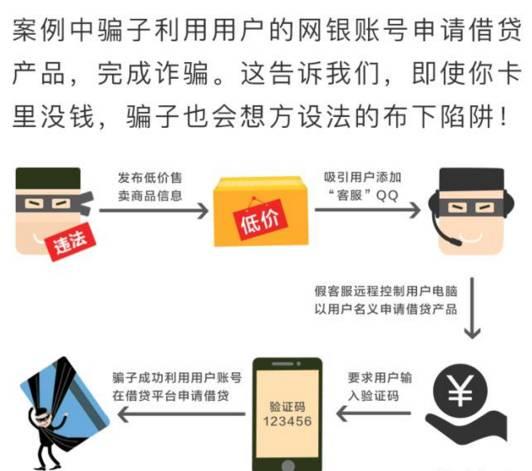 案例中骗子利用用户的网银账号申请借贷
产品，完成诈骗。这告诉我们，即使你卡
里没钱，骗子也会想方设法的布下陷阱！
发布低价售
卖商品信息
吸引用户添加
“客服”QQ
违法
低价
假客服远程控制用户电脑
以用户名义申请借贷产品
骗子成功利用用户账号
在借贷平台申请借贷
验证码
123456
要求用户输
入验证码
¥